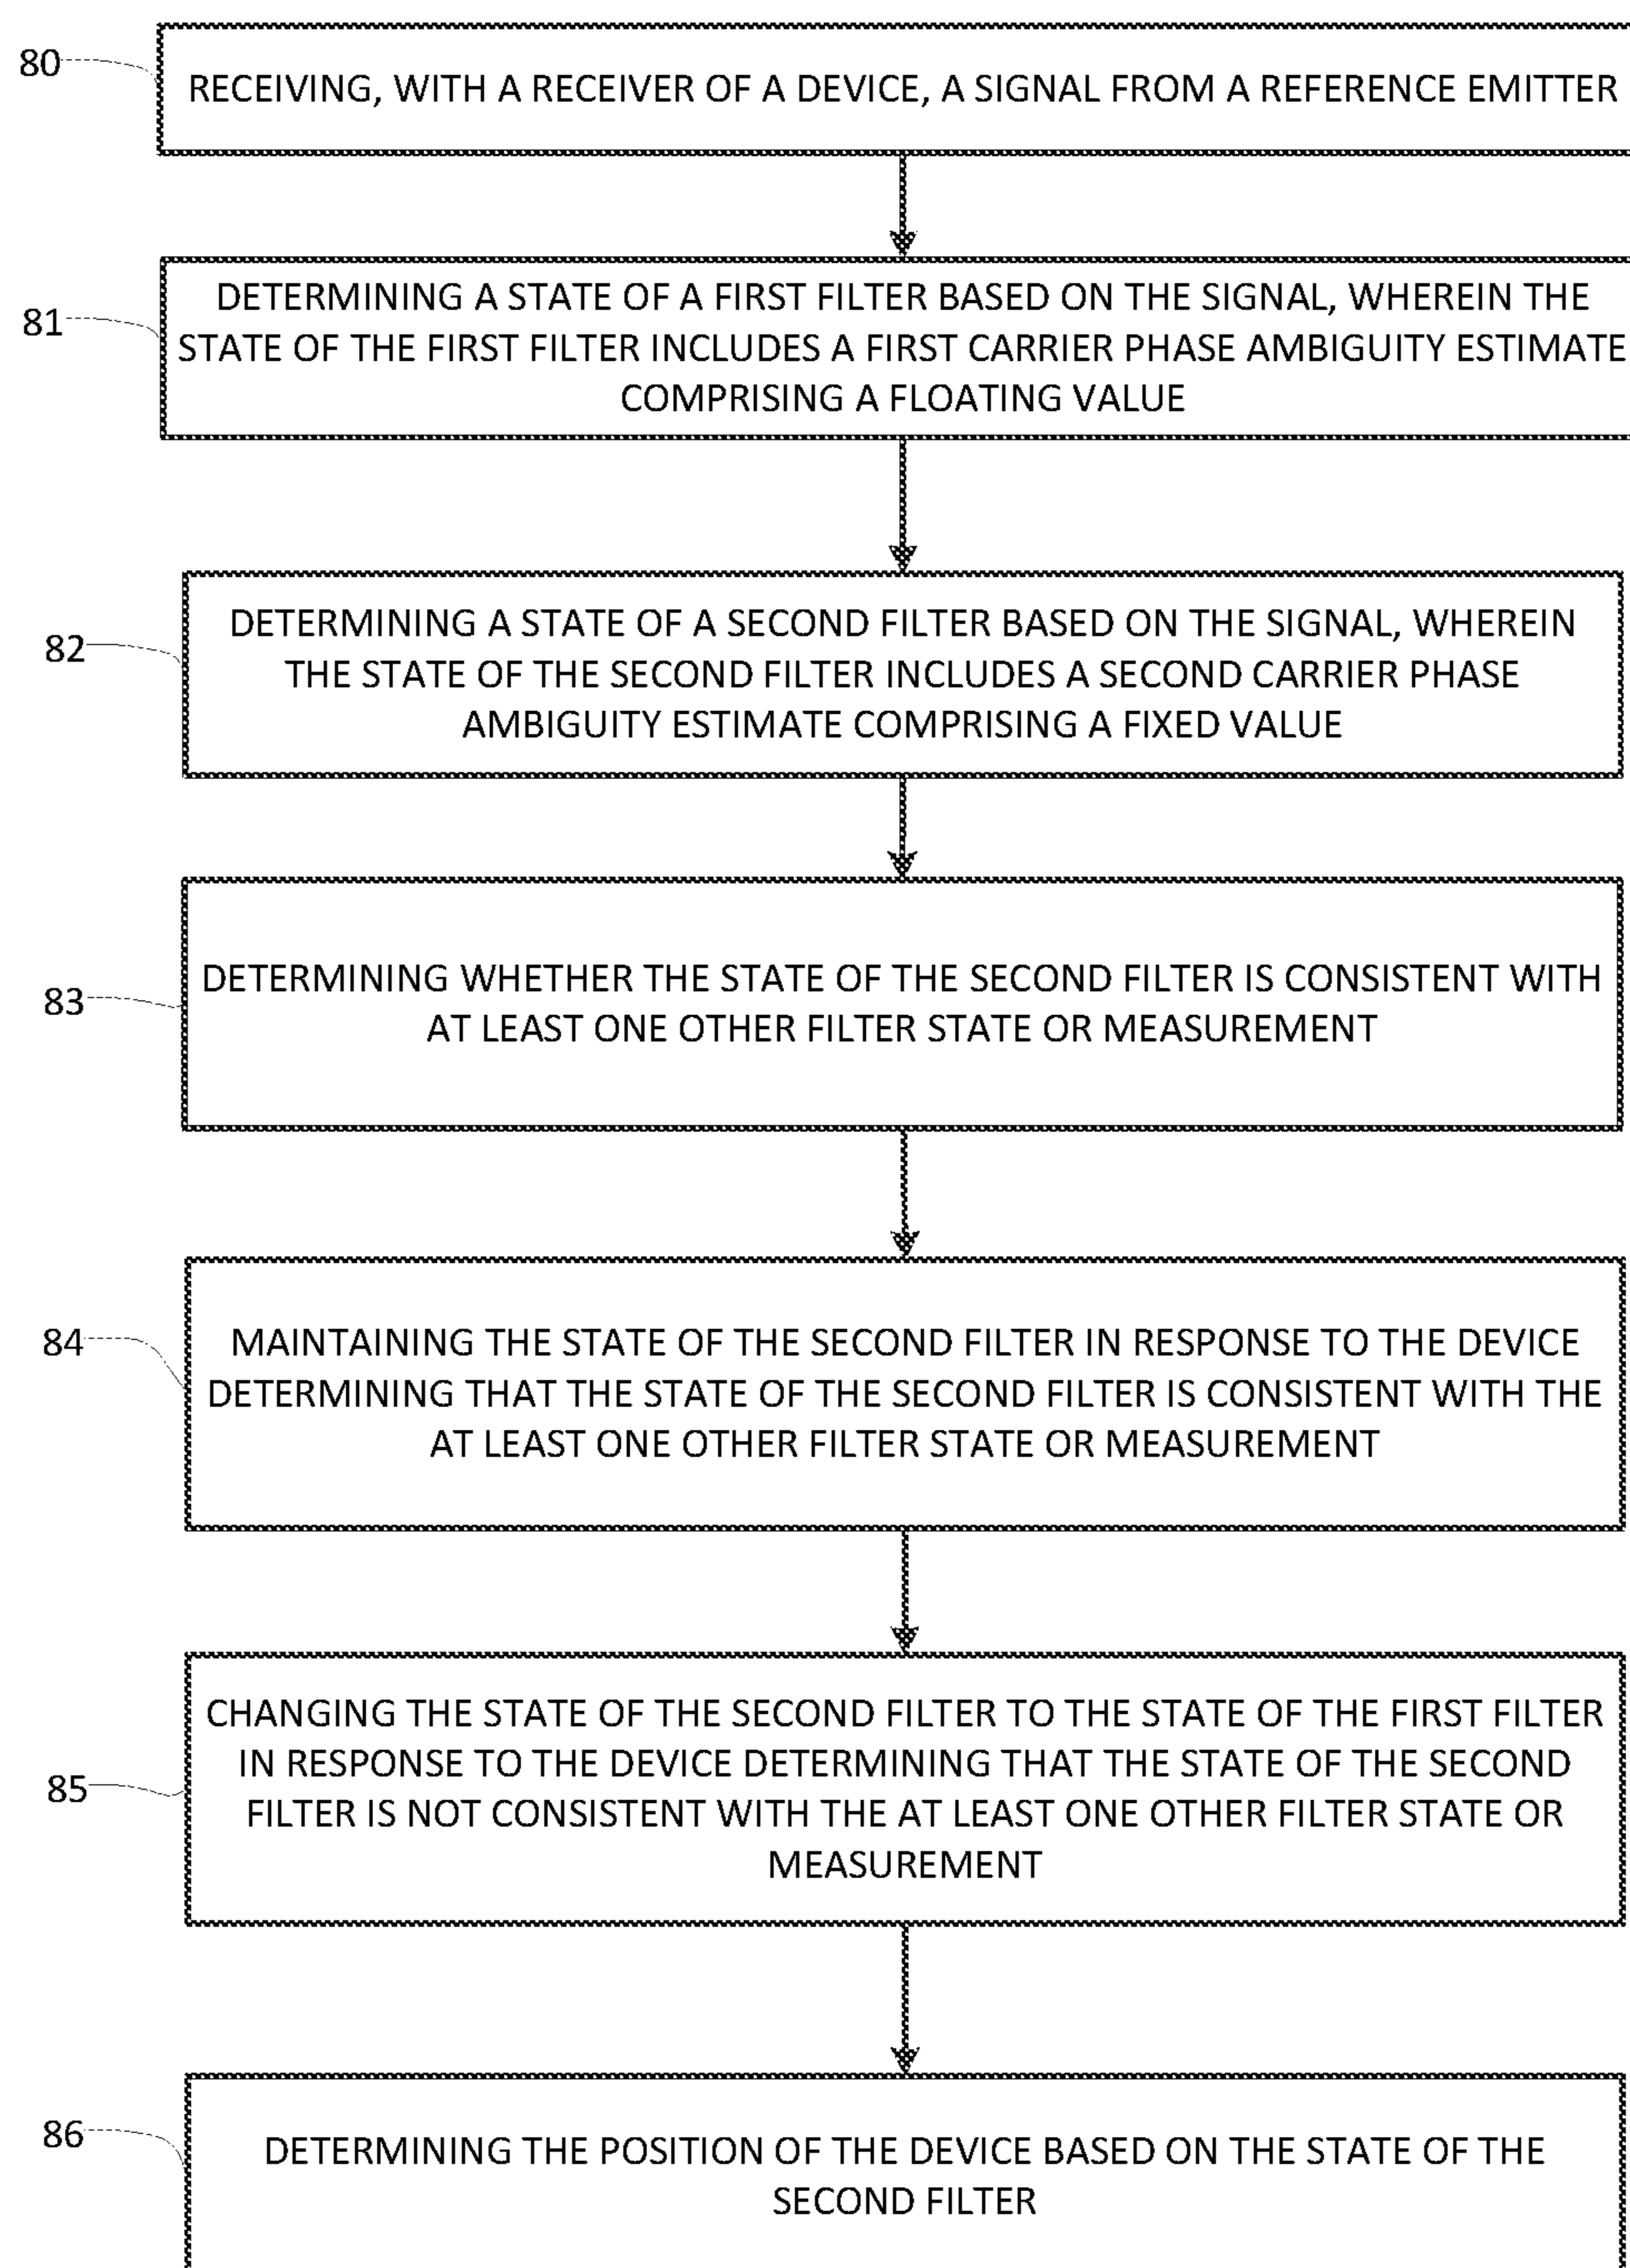 80
RECEIVING, WITH A RECEIVER OF A DEVICE, A SIGNAL FROM A REFERENCE EMITTER
81
DETERMINING A STATE OF A FIRST FILTER BASED ON THE SIGNAL, WHEREIN THE
STATE OF THE FIRST FILTER INCLUDES A FIRST CARRIER PHASE AMBIGUITY ESTIMATE
COMPRISING A FLOATING VALUE
82
DETERMINING A STATE OF A SECOND FILTER BASED ON THE SIGNAL, WHEREIN
THE STATE OF THE SECOND FILTER INCLUDES A SECOND CARRIER PHASE
AMBIGUITY ESTIMATE COMPRISING A FIXED VALUE
83
DETERMINING WHETHER THE STATE OF THE SECOND FILTER IS CONSISTENT WITH
AT LEAST ONE OTHER FILTER STATE OR MEASUREMENT
84
MAINTAINING THE STATE OF THE SECOND FILTER IN RESPONSE TO THE DEVICE
DETERMINING THAT THE STATE OF THE SECOND FILTER IS CONSISTENT WITH THE
AT LEAST ONE OTHER FILTER STATE OR MEASUREMENT
85
CHANGING THE STATE OF THE SECOND FILTER TO THE STATE OF THE FIRST FILTER
IN RESPONSE TO THE DEVICE DETERMINING THAT THE STATE OF THE SECOND
FILTER IS NOT CONSISTENT WITH THE AT LEAST ONE OTHER FILTER STATE OR
MEASUREMENT
86
DETERMINING THE POSITION OF THE DEVICE BASED ON THE STATE OF THE
SECOND FILTER